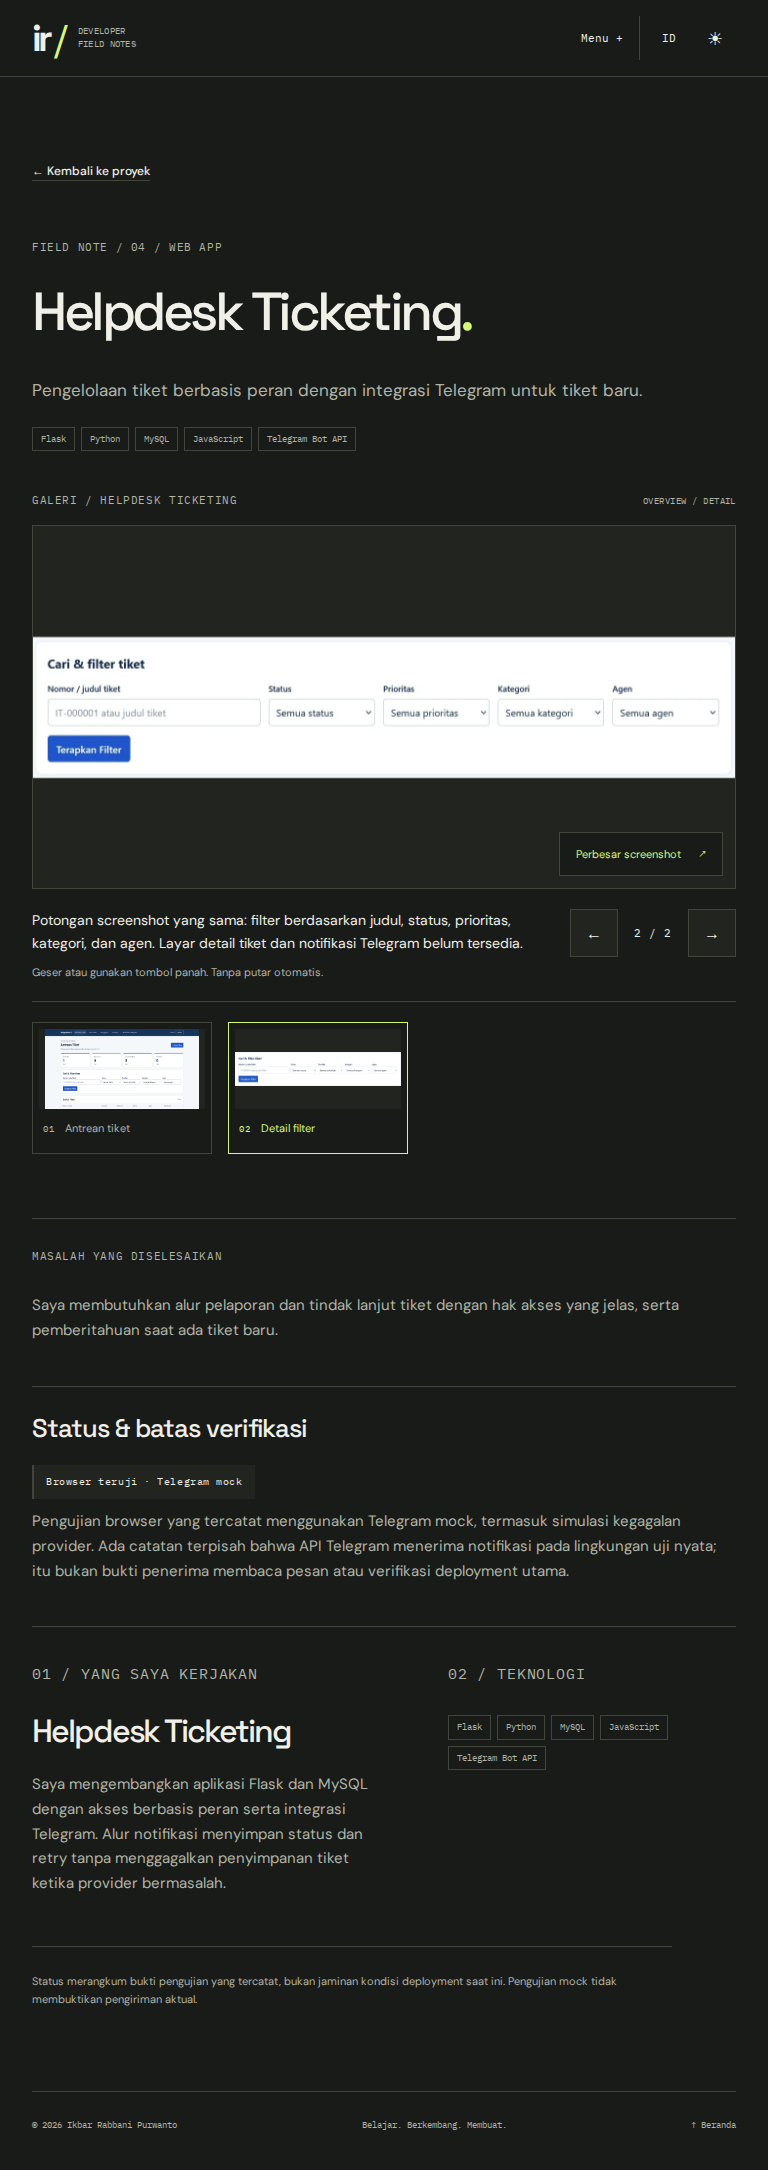 ir/
DEVELOPER
FIELD NOTES
Menu +
ID
← Kembali ke proyek
FIELD NOTE / 04 / WEB APP
Helpdesk Ticketing.
Pengelolaan tiket berbasis peran dengan integrasi Telegram untuk tiket baru.
Flask
Python
MySQL
JavaScript
Telegram Bot API
GALERI / HELPDESK TICKETING
OVERVIEW / DETAIL
Cari & filter tiket
Nomor / judul tiket
Status
Prioritas
Kategori
Agen
IT-000001 atau judul tiket
Semua status
Semua prioritas
Semua kategori
Semua agen
Terapkan Filter
Perbesar screenshot ↗
Potongan screenshot yang sama: filter berdasarkan judul, status, prioritas,
kategori, dan agen. Layar detail tiket dan notifikasi Telegram belum tersedia.
← 2 / 2 →
Geser atau gunakan tombol panah. Tanpa putar otomatis.
01 Antrean tiket
02 Detail filter
MASALAH YANG DISELESAIKAN
Saya membutuhkan alur pelaporan dan tindak lanjut tiket dengan hak akses yang jelas, serta
pemberitahuan saat ada tiket baru.
Status & batas verifikasi
Browser teruji · Telegram mock
Pengujian browser yang tercatat menggunakan Telegram mock, termasuk simulasi kegagalan
provider. Ada catatan terpisah bahwa API Telegram menerima notifikasi pada lingkungan uji nyata;
itu bukan bukti penerima membaca pesan atau verifikasi deployment utama.
01 / YANG SAYA KERJAKAN
Helpdesk Ticketing
Saya mengembangkan aplikasi Flask dan MySQL
dengan akses berbasis peran serta integrasi
Telegram. Alur notifikasi menyimpan status dan
retry tanpa menggagalkan penyimpanan tiket
ketika provider bermasalah.
02 / TEKNOLOGI
Flask
Python
MySQL
JavaScript
Telegram Bot API
Status merangkum bukti pengujian yang tercatat, bukan jaminan kondisi deployment saat ini. Pengujian mock tidak
membuktikan pengiriman aktual.
© 2026 Ikbar Rabbani Purwanto
Belajar. Berkembang. Membuat.
↑ Beranda